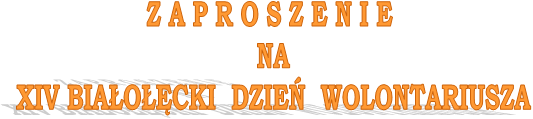 ZAPROSZENIE
NA
XIV BIAŁOŁĘCKI DZIEŃ WOLONTARIUSZA